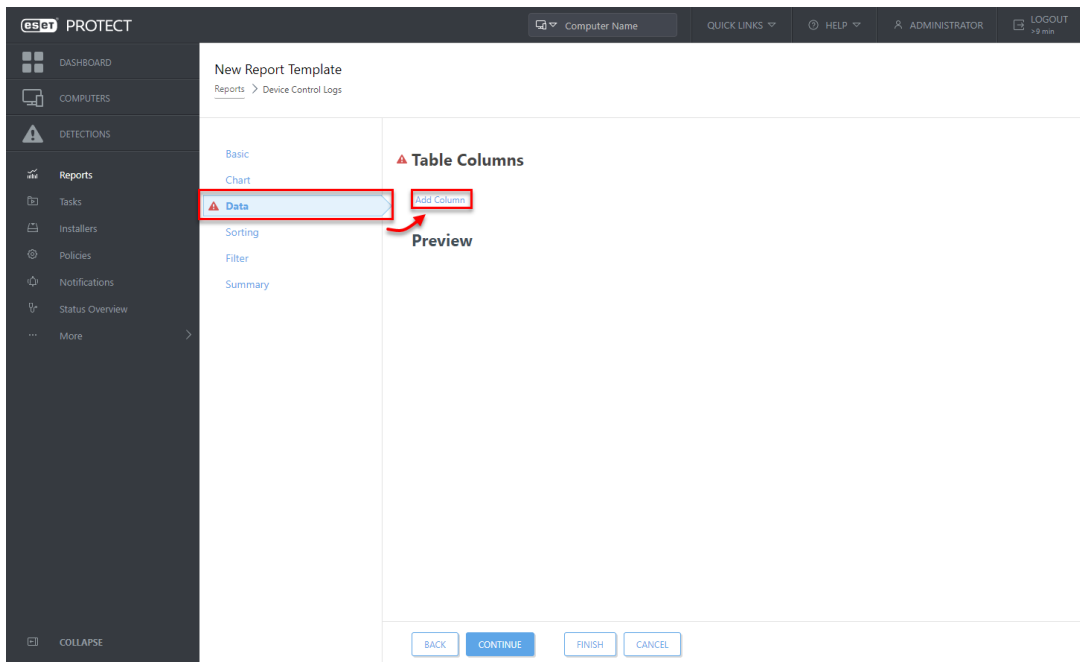 eset PROTECT
Computer Name
QUICK LINKS
HELP
ADMINISTRATOR
LOGOUT
>9 min
DASHBOARD
COMPUTERS
DETECTIONS
Reports
Tasks
Installers
Policies
Notifications
Status Overview
More
COLLAPSE
New Report Template
Reports > Device Control Logs
Basic
Chart
Data
Sorting
Filter
Summary
Table Columns
Add Column
Preview
BACK
CONTINUE
FINISH
CANCEL